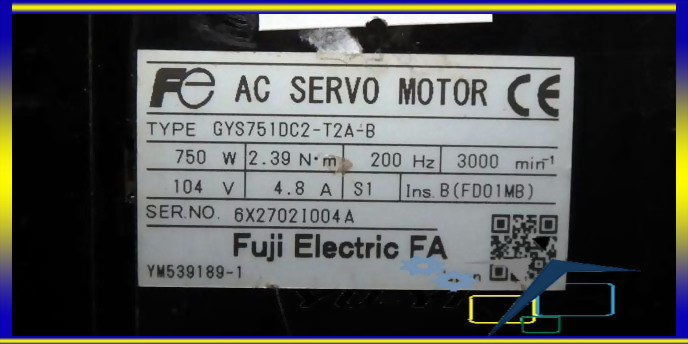 Fe AC SERVO MOTOR CE
TYPE GYS751DC2-T2A-B
750 W 2.39 N·m 200 Hz 3000 min⁻¹
104 V 4.8 A S1 Ins. B(FD01MB)
SER.NO. 6X27021004A
Fuji Electric FA
YM539189-1